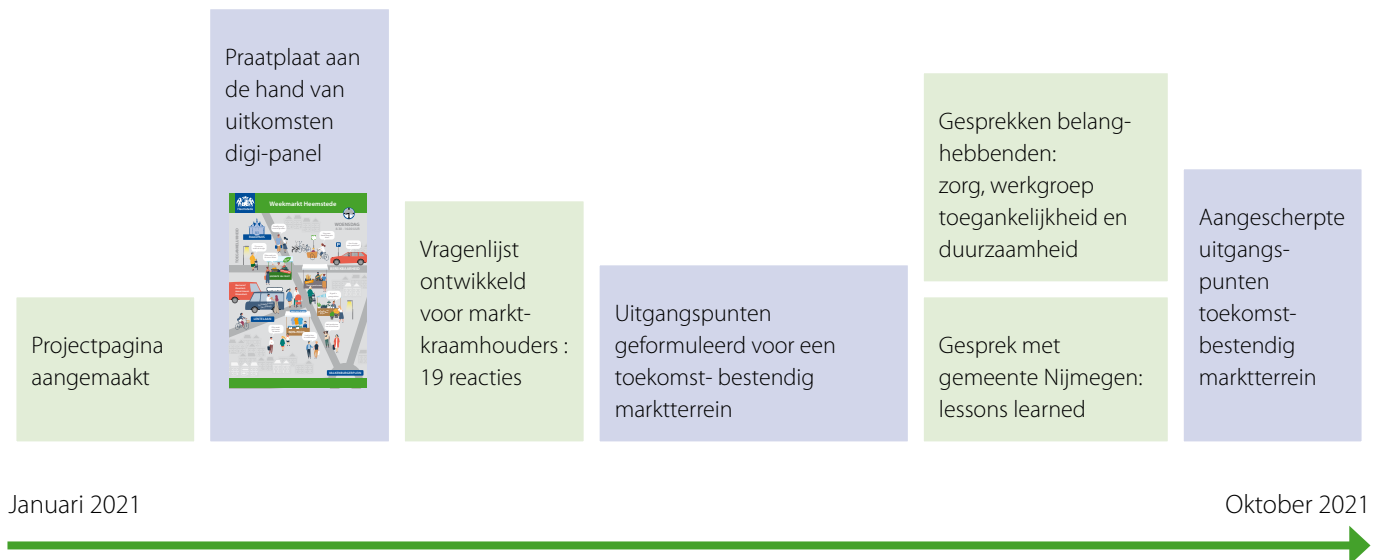 Projectpagina
aangemaakt
Praatplaat aan
de hand van
uitkomsten
digi-panel
Weekmarkt Heemstede
Vragenlijst
ontwikkeld
voor markt-
kraamhouders :
19 reacties
Uitgangspunten
geformuleerd voor een
toekomst- bestendig
marktterrein
Gesprekken belang-
hebbenden:
zorg, werkgroep
toegankelijkheid en
duurzaamheid
Gesprek met
gemeente Nijmegen:
lessons learned
Aangescherpte
uitgangs-
punten
toekomst-
bestendig
marktterrein
Januari 2021
Oktober 2021